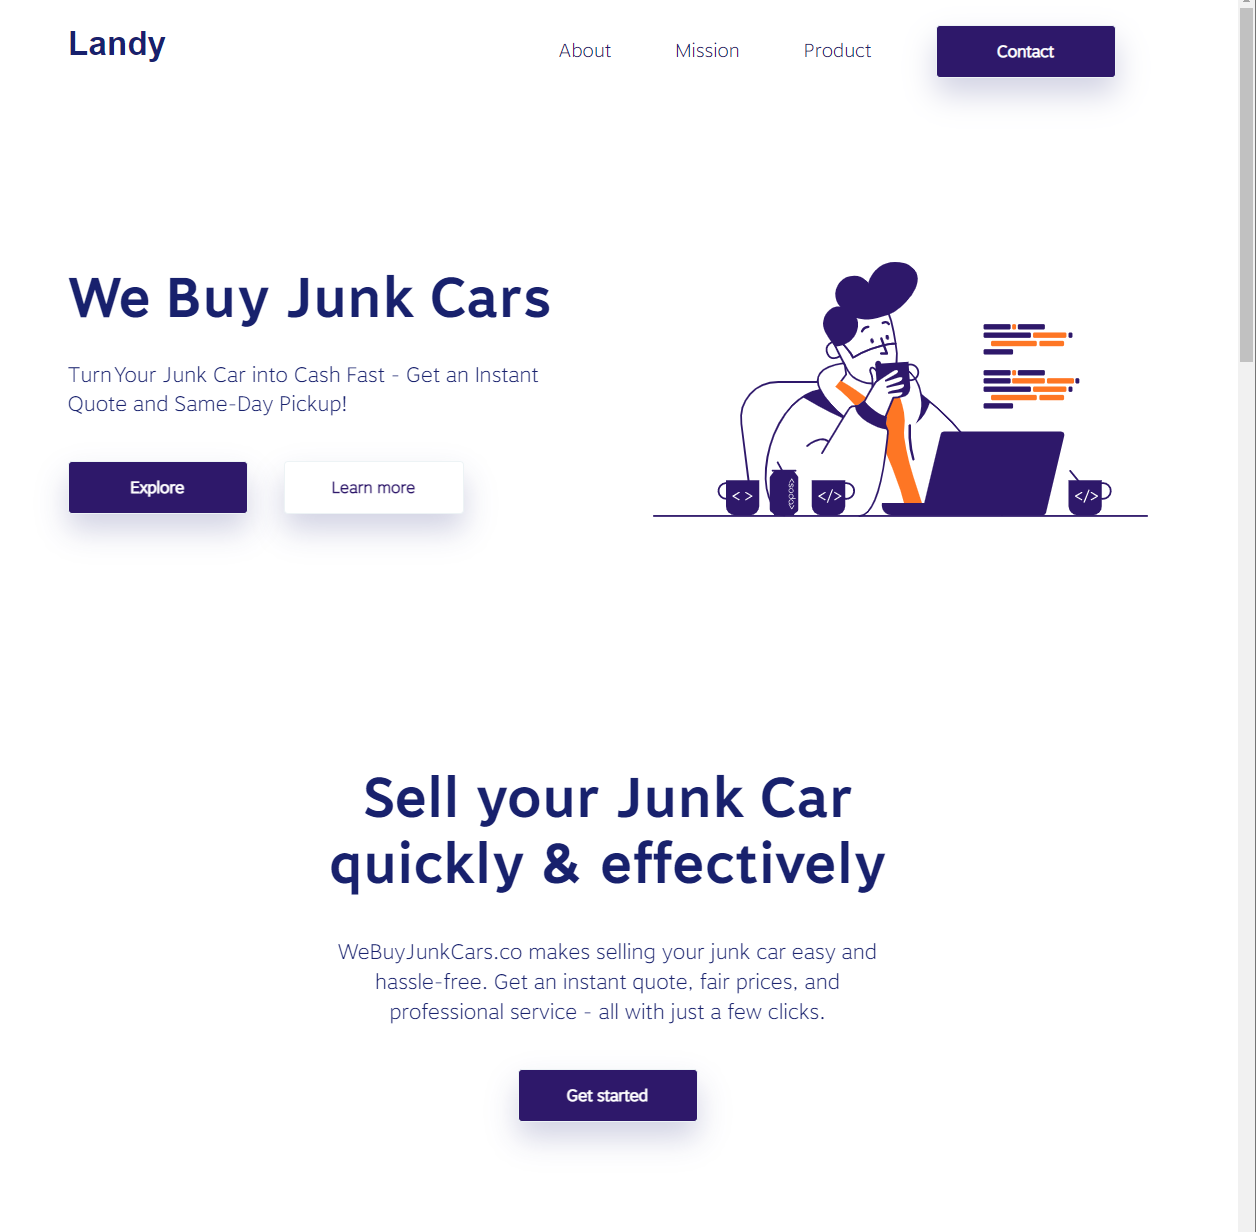 Landy
About Mission Product Contact
We Buy Junk Cars
Turn Your Junk Car into Cash Fast - Get an Instant
Quote and Same-Day Pickup!
Explore Learn more
< >
<oops>
</>
</>
Sell your Junk Car
quickly & effectively
WeBuyJunkCars.co makes selling your junk car easy and
hassle-free. Get an instant quote, fair prices, and
professional service - all with just a few clicks.
Get started